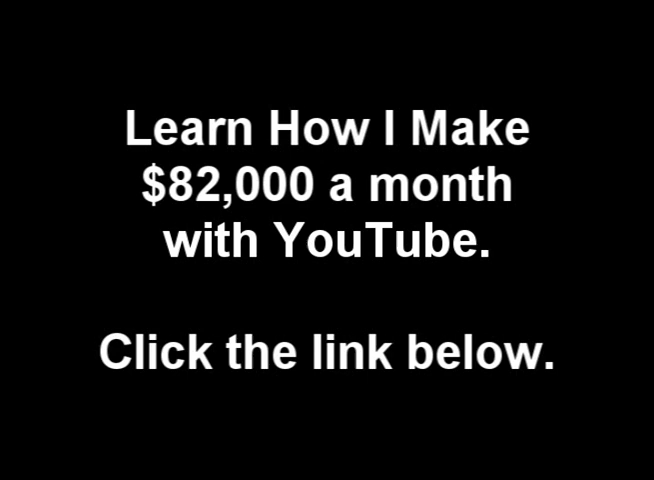 Learn How I Make
$82,000 a month
with YouTube.
Click the link below.